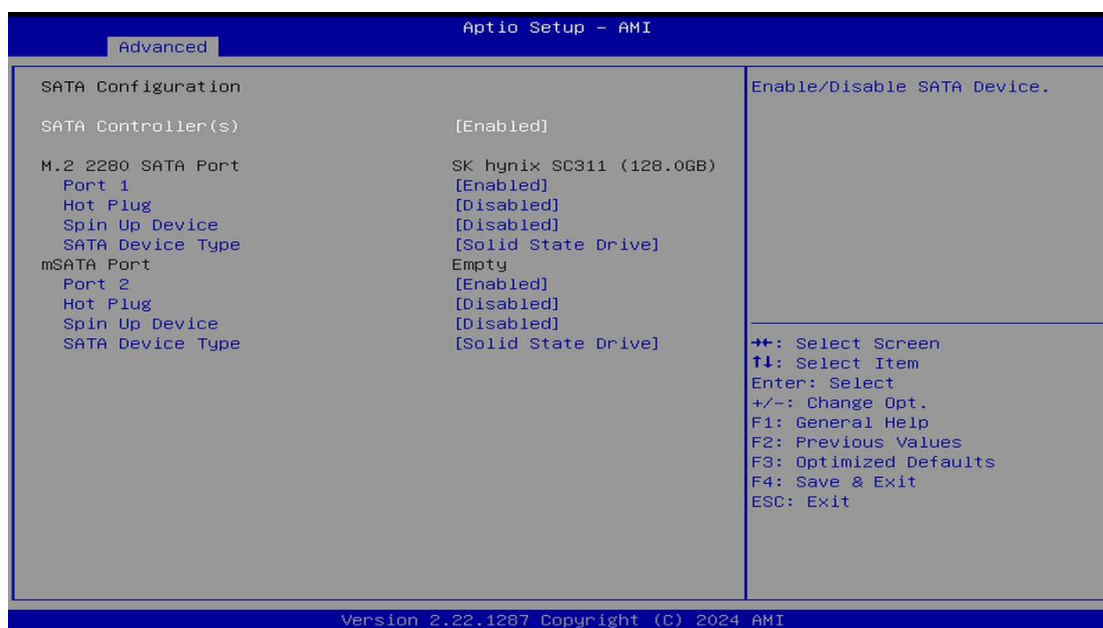 Aptio Setup – AMI
Advanced
SATA Configuration
SATA Controller(s) [Enabled]
M.2 2280 SATA Port SK hynix SC311 (128.0GB)
Port 1 [Enabled]
Hot Plug [Disabled]
Spin Up Device [Disabled]
SATA Device Type [Solid State Drive]
mSATA Port Empty
Port 2 [Enabled]
Hot Plug [Disabled]
Spin Up Device [Disabled]
SATA Device Type [Solid State Drive]
Enable/Disable SATA Device.
→←: Select Screen
↑↓: Select Item
Enter: Select
+/-: Change Opt.
F1: General Help
F2: Previous Values
F3: Optimized Defaults
F4: Save & Exit
ESC: Exit
Version 2.22.1287 Copyright (C) 2024 AMI